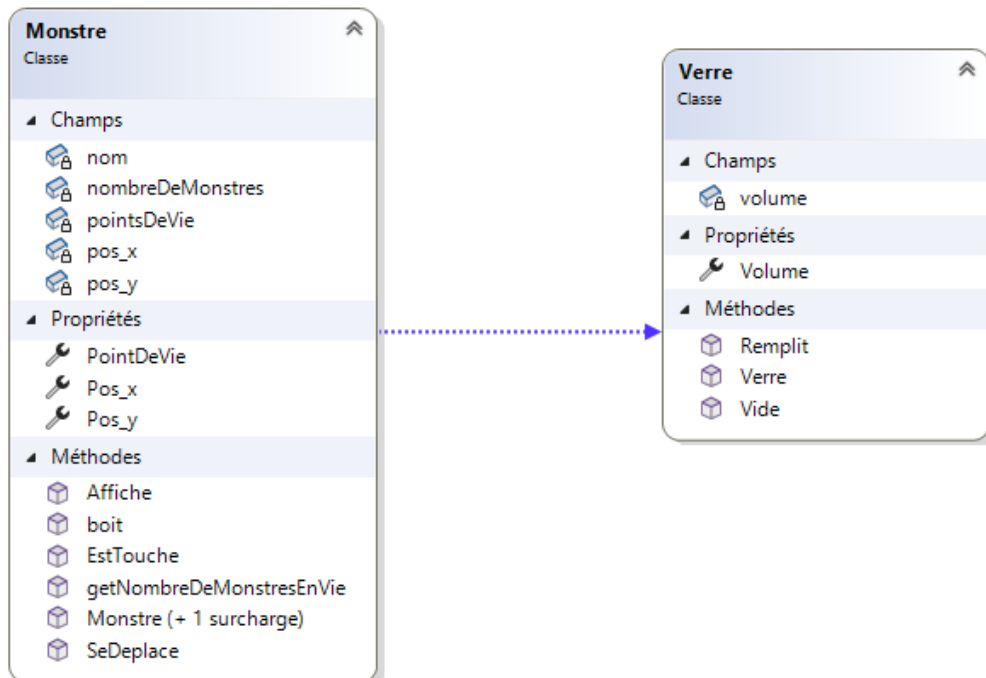 Monstre
Classe
Champs
nom
nombreDeMonstres
pointsDeVie
pos_x
pos_y
Propriétés
PointDeVie
Pos_x
Pos_y
Méthodes
Affiche
boit
EstTouche
getNombreDeMonstresEnVie
Monstre (+ 1 surcharge)
SeDeplace
Verre
Classe
Champs
volume
Propriétés
Volume
Méthodes
Remplit
Verre
Vide